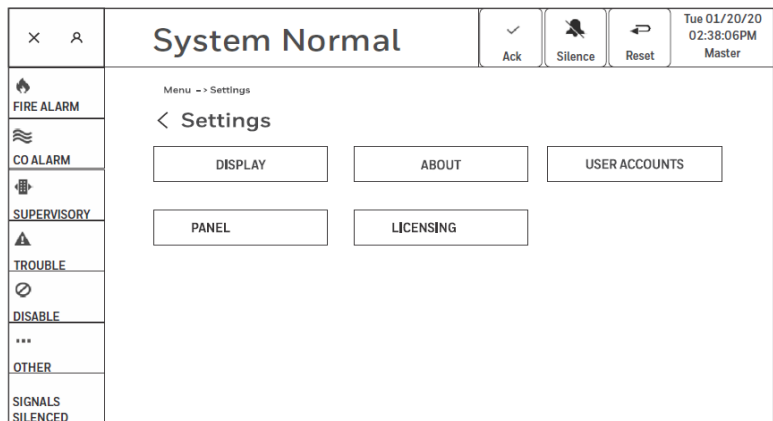 System Normal
Ack
Silence
Reset
Tue 01/20/20
02:38:06PM
Master
FIRE ALARM
CO ALARM
SUPERVISORY
TROUBLE
DISABLE
OTHER
SIGNALS
SILENCED
Menu -> Settings
< Settings
DISPLAY
ABOUT
USER ACCOUNTS
PANEL
LICENSING